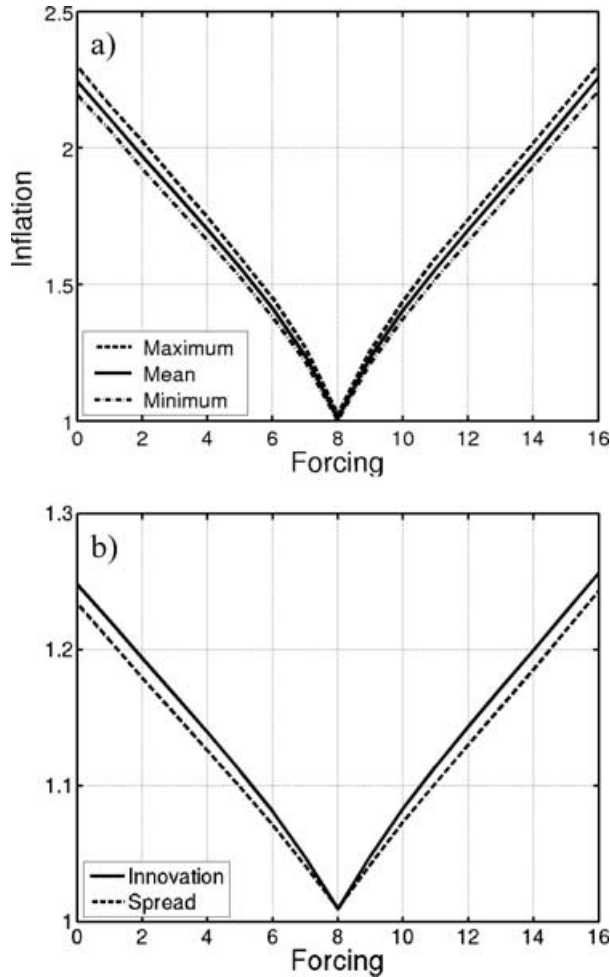 2.5
a)
2
Inflation
1.5
Maximum
Mean
Minimum
1
0 2 4 6 8 10 12 14 16
Forcing
1.3
b)
1.2
1.1
Innovation
Spread
1
0 2 4 6 8 10 12 14 16
Forcing